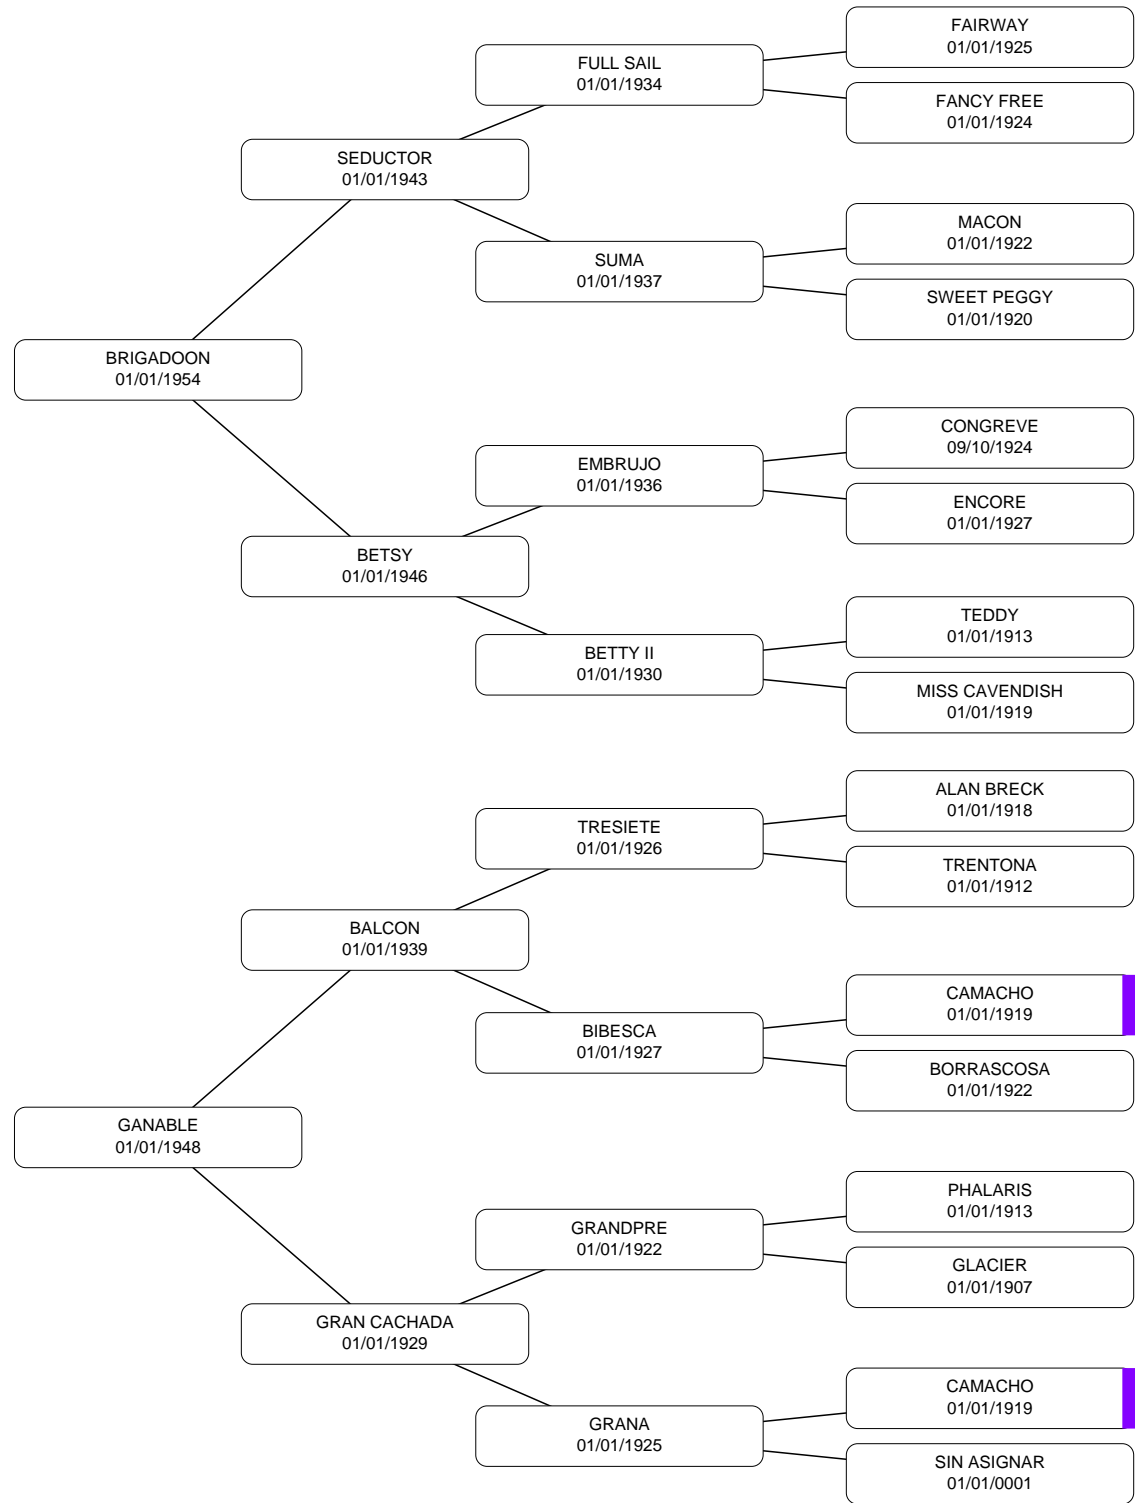 FAIRWAY
01/01/1925
FULL SAIL
01/01/1934
FANCY FREE
01/01/1924
SEDUCTOR
01/01/1943
MACON
01/01/1922
SUMA
01/01/1937
SWEET PEGGY
01/01/1920
BRIGADOON
01/01/1954
CONGREVE
09/10/1924
EMBRUJO
01/01/1936
ENCORE
01/01/1927
BETSY
01/01/1946
TEDDY
01/01/1913
BETTY II
01/01/1930
MISS CAVENDISH
01/01/1919
ALAN BRECK
01/01/1918
TRESIETE
01/01/1926
TRENTONA
01/01/1912
BALCON
01/01/1939
CAMACHO
01/01/1919
BIBESCA
01/01/1927
BORRASCOSA
01/01/1922
GANABLE
01/01/1948
PHALARIS
01/01/1913
GRANDPRE
01/01/1922
GLACIER
01/01/1907
GRAN CACHADA
01/01/1929
CAMACHO
01/01/1919
GRANA
01/01/1925
SIN ASIGNAR
01/01/0001